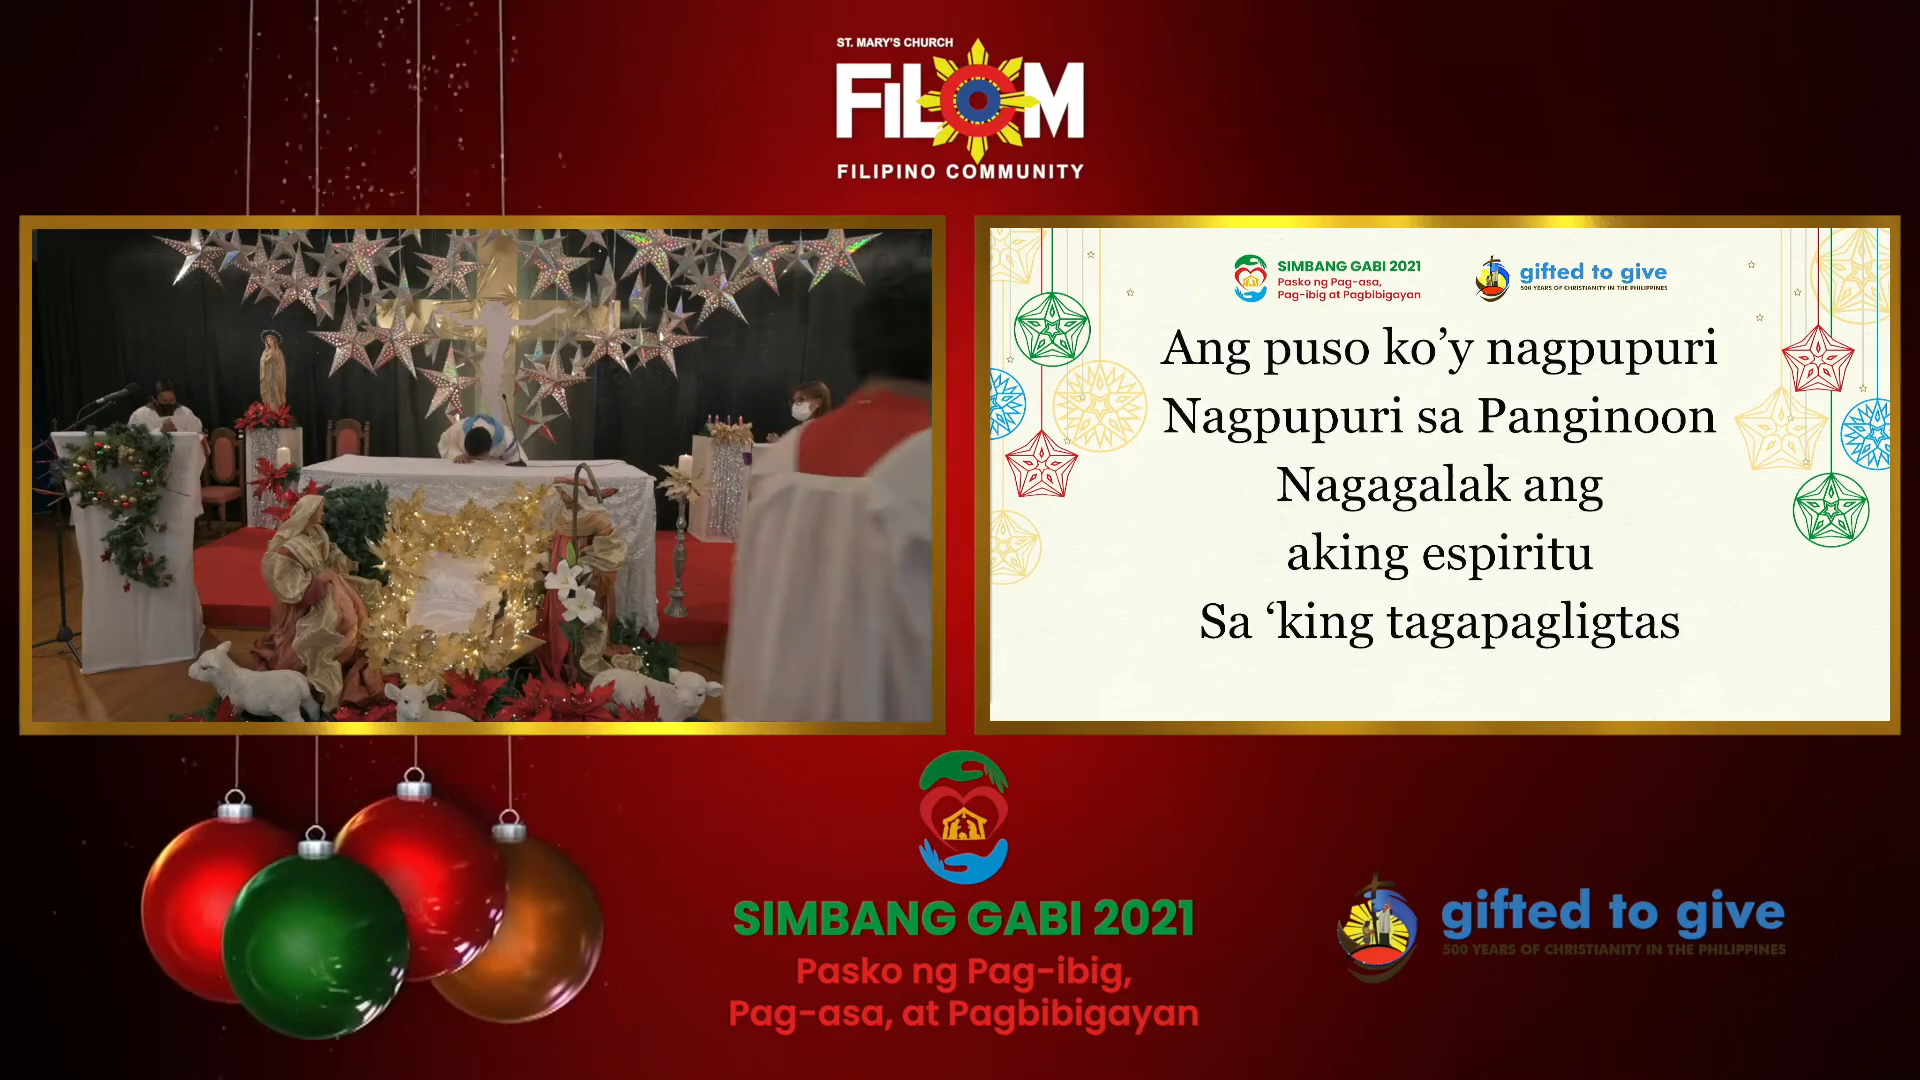 ST. MARY'S CHURCH
FiLCM
FILIPINO COMMUNITY
SIMBANG GABI 2021
Pasko ng Pag-asa,
Pag-ibig at Pagbibigayan
gifted to give
500 YEARS OF CHRISTIANITY IN THE PHILIPPINES
Ang puso ko’y nagpupuri
Nagpupuri sa Panginoon
Nagagalak ang
aking espiritu
Sa ‘king tagapagligtas
SIMBANG GABI 2021
Pasko ng Pag-ibig,
Pag-asa, at Pagbibigayan
gifted to give
500 YEARS OF CHRISTIANITY IN THE PHILIPPINES